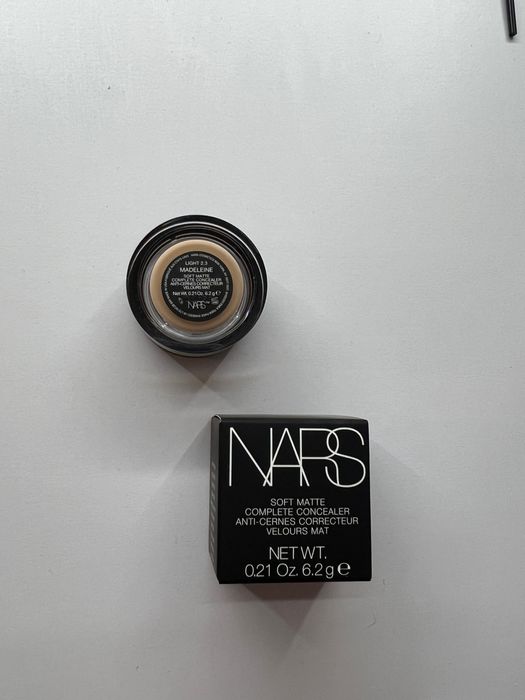 LIGHT 2.3
MADELEINE
SOFT MATTE
COMPLETE CONCEALER
ANTI-CERNES CORRECTEUR
VELOURS MAT
Net Wt. 0.21 Oz. 6.2 g ℮
NARS
NARS
SOFT MATTE
COMPLETE CONCEALER
ANTI-CERNES CORRECTEUR
VELOURS MAT
NET WT.
0.21 Oz. 6.2 g ℮